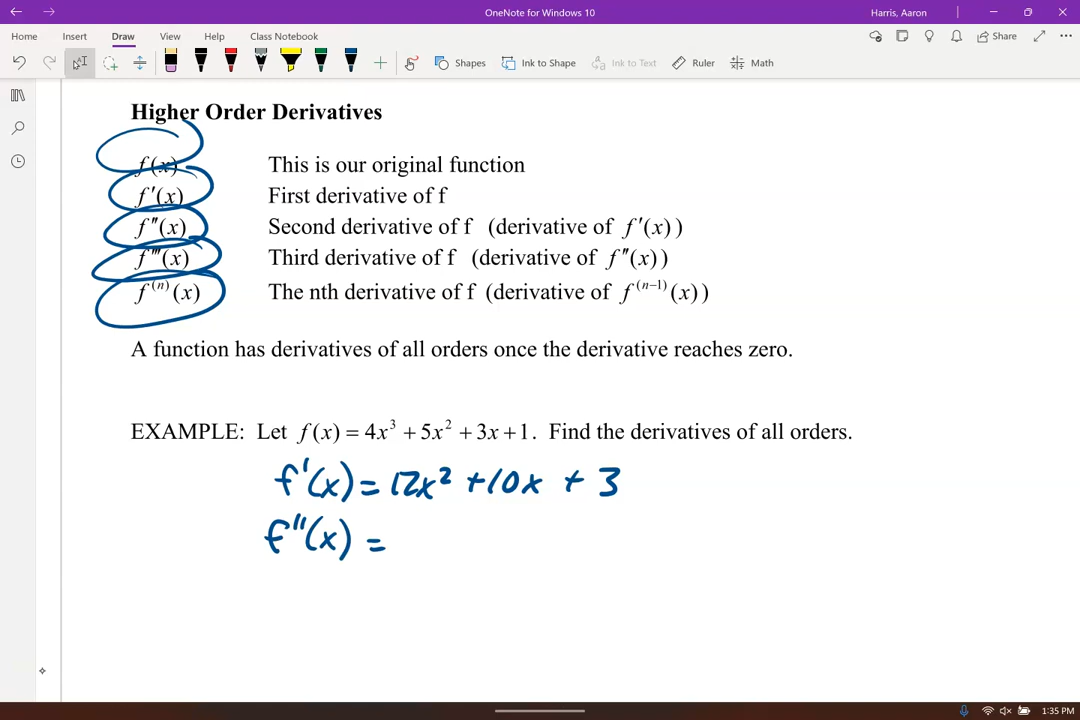 OneNote for Windows 10
Harris, Aaron
Home Insert Draw View Help Class Notebook
Share
Shapes Ink to Shape Ink to Text Ruler Math
Higher Order Derivatives
f(x) This is our original function
f′(x) First derivative of f
f″(x) Second derivative of f (derivative of f′(x))
f‴(x) Third derivative of f (derivative of f″(x))
f⁽ⁿ⁾(x) The nth derivative of f (derivative of f⁽ⁿ⁻¹⁾(x))
A function has derivatives of all orders once the derivative reaches zero.
EXAMPLE: Let f(x) = 4x³ + 5x² + 3x + 1. Find the derivatives of all orders.
f'(x) = 12x² + 10x + 3
f''(x) =
1:35 PM